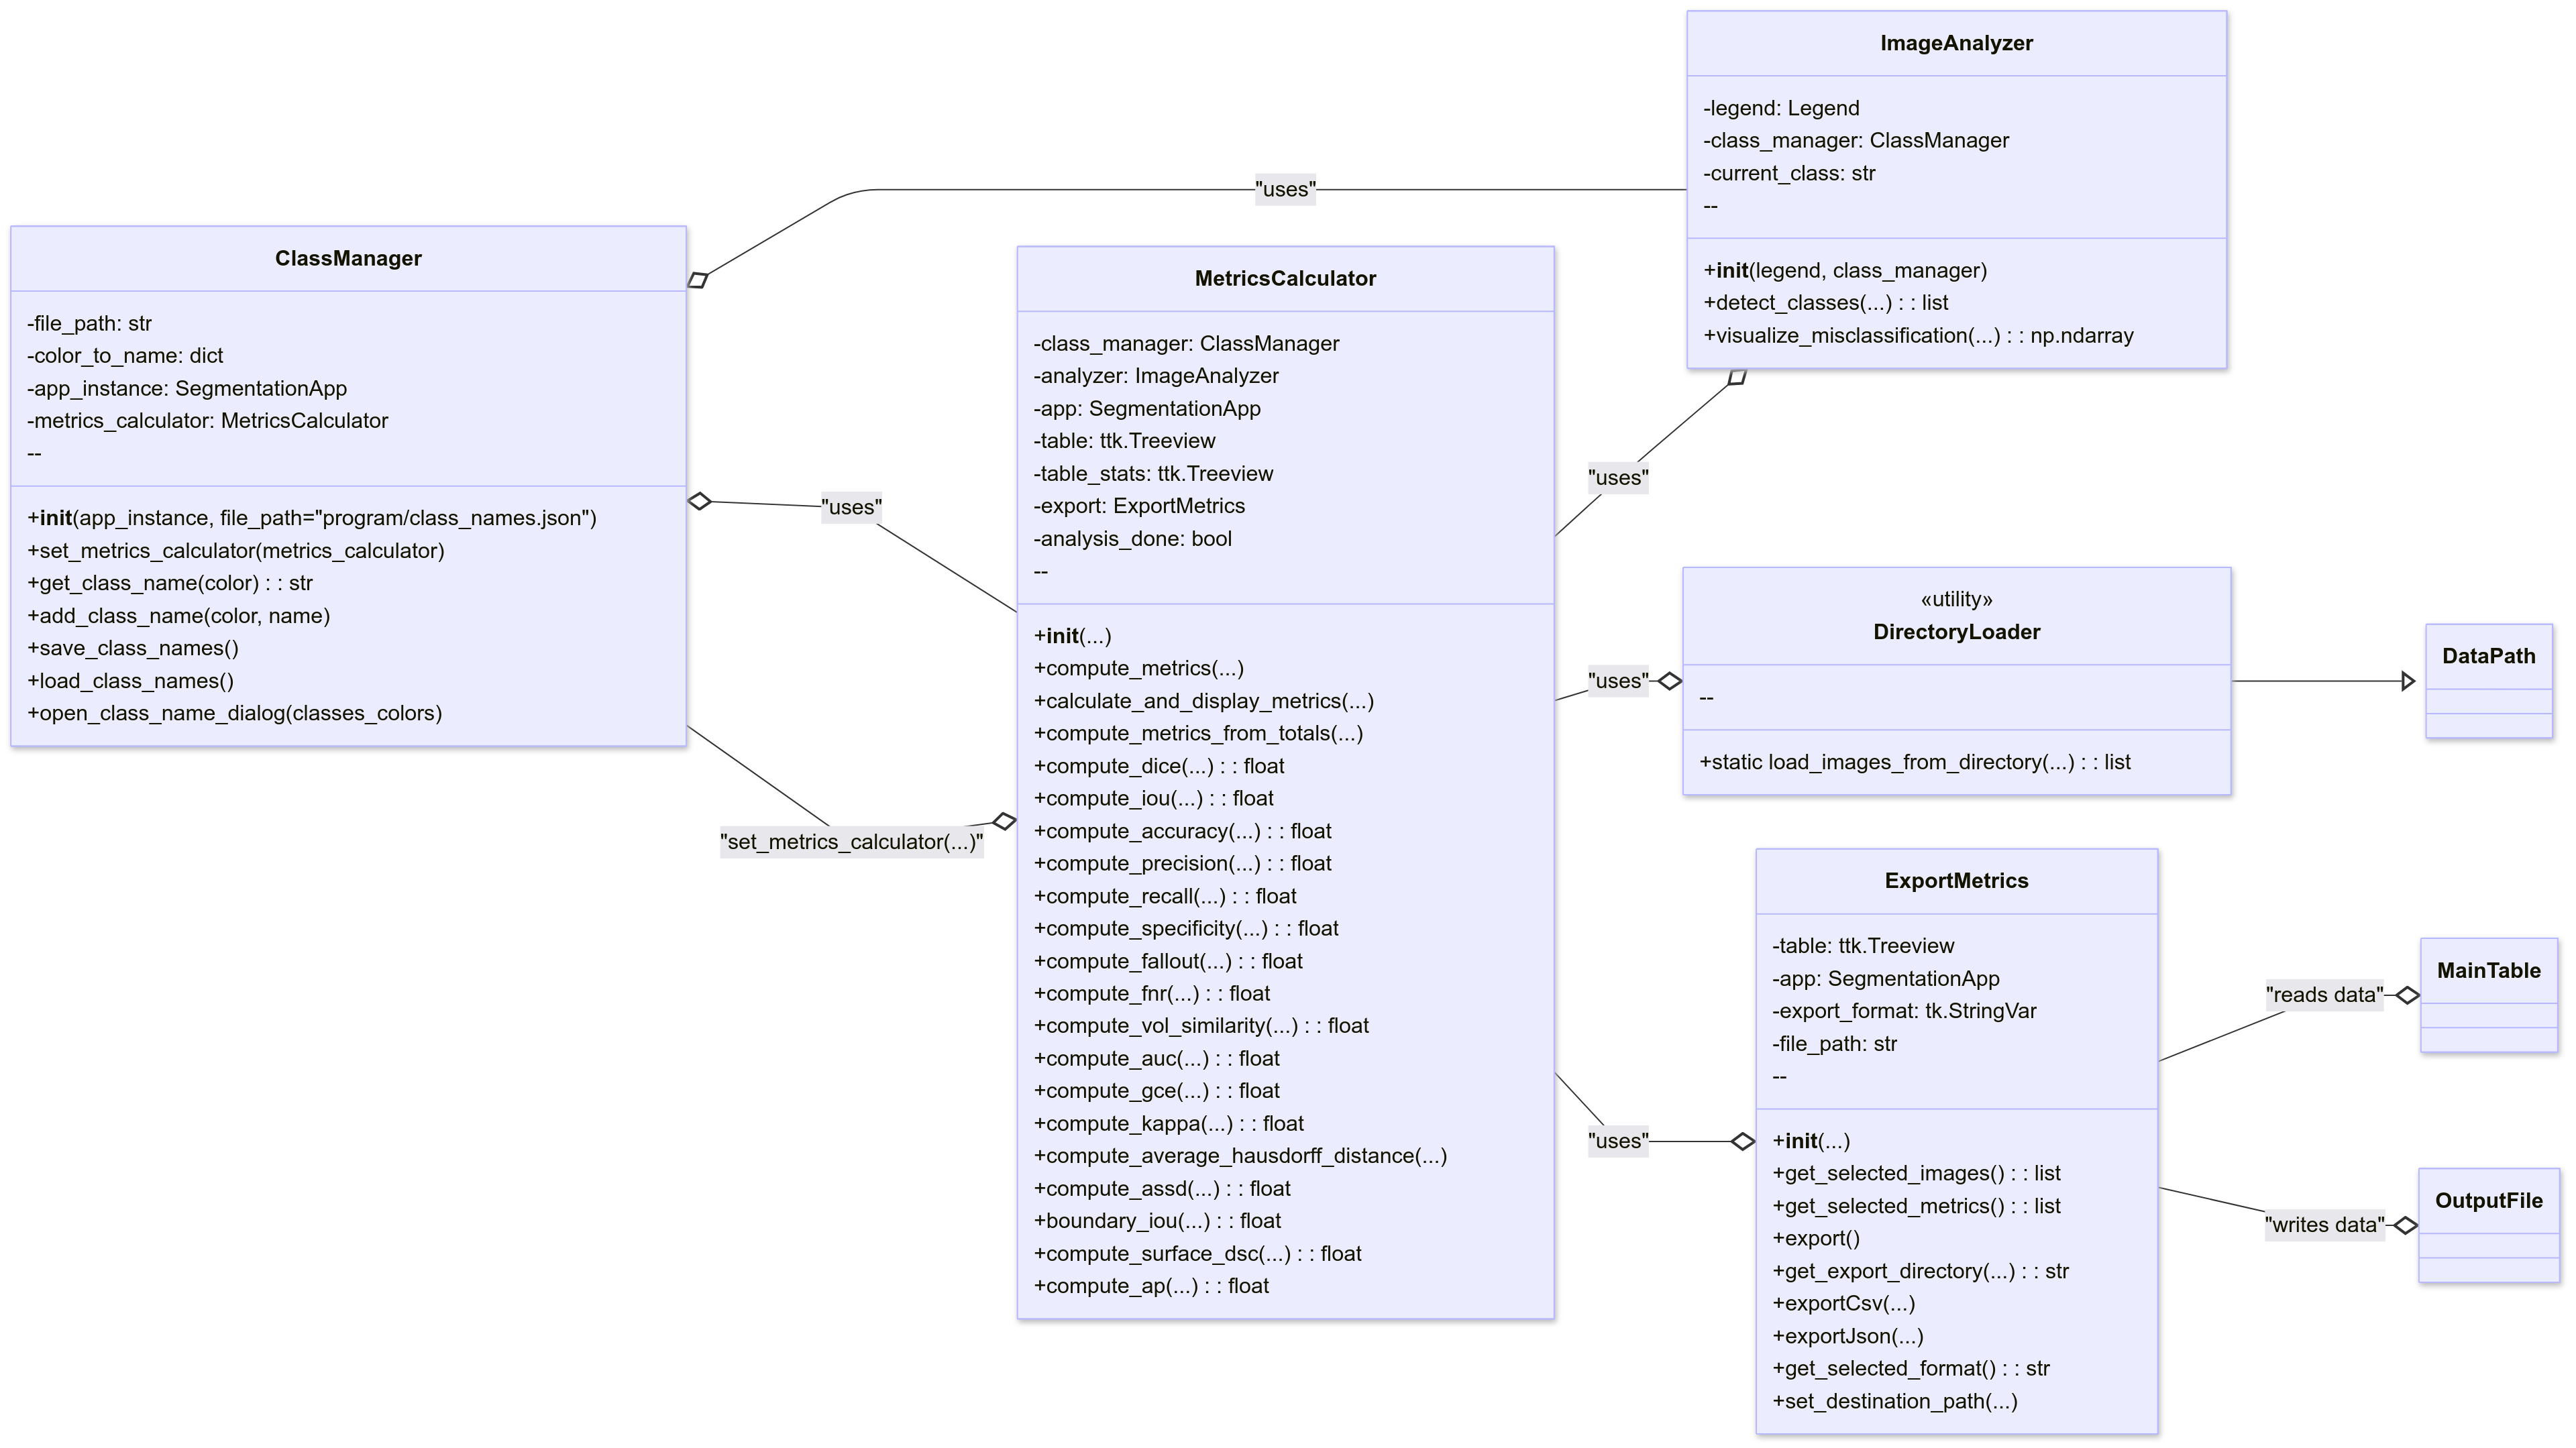 ClassManager
-file_path: str
-color_to_name: dict
-app_instance: SegmentationApp
-metrics_calculator: MetricsCalculator
--
+init(app_instance, file_path="program/class_names.json")
+set_metrics_calculator(metrics_calculator)
+get_class_name(color) : : str
+add_class_name(color, name)
+save_class_names()
+load_class_names()
+open_class_name_dialog(classes_colors)
"uses"
"uses"
"set_metrics_calculator(...)"
MetricsCalculator
-class_manager: ClassManager
-analyzer: ImageAnalyzer
-app: SegmentationApp
-table: ttk.Treeview
-table_stats: ttk.Treeview
-export: ExportMetrics
-analysis_done: bool
--
+init(...)
+compute_metrics(...)
+calculate_and_display_metrics(...)
+compute_metrics_from_totals(...)
+compute_dice(...) : : float
+compute_iou(...) : : float
+compute_accuracy(...) : : float
+compute_precision(...) : : float
+compute_recall(...) : : float
+compute_specificity(...) : : float
+compute_fallout(...) : : float
+compute_fnr(...) : : float
+compute_vol_similarity(...) : : float
+compute_auc(...) : : float
+compute_gce(...) : : float
+compute_kappa(...) : : float
+compute_average_hausdorff_distance(...)
+compute_assd(...) : : float
+boundary_iou(...) : : float
+compute_surface_dsc(...) : : float
+compute_ap(...) : : float
"uses"
"uses"
"uses"
ImageAnalyzer
-legend: Legend
-class_manager: ClassManager
-current_class: str
--
+init(legend, class_manager)
+detect_classes(...) : : list
+visualize_misclassification(...) : : np.ndarray
«utility»
DirectoryLoader
--
+static load_images_from_directory(...) : : list
ExportMetrics
-table: ttk.Treeview
-app: SegmentationApp
-export_format: tk.StringVar
-file_path: str
--
+init(...)
+get_selected_images() : : list
+get_selected_metrics() : : list
+export()
+get_export_directory(...) : : str
+exportCsv(...)
+exportJson(...)
+get_selected_format() : : str
+set_destination_path(...)
"reads data"
"writes data"
DataPath
MainTable
OutputFile